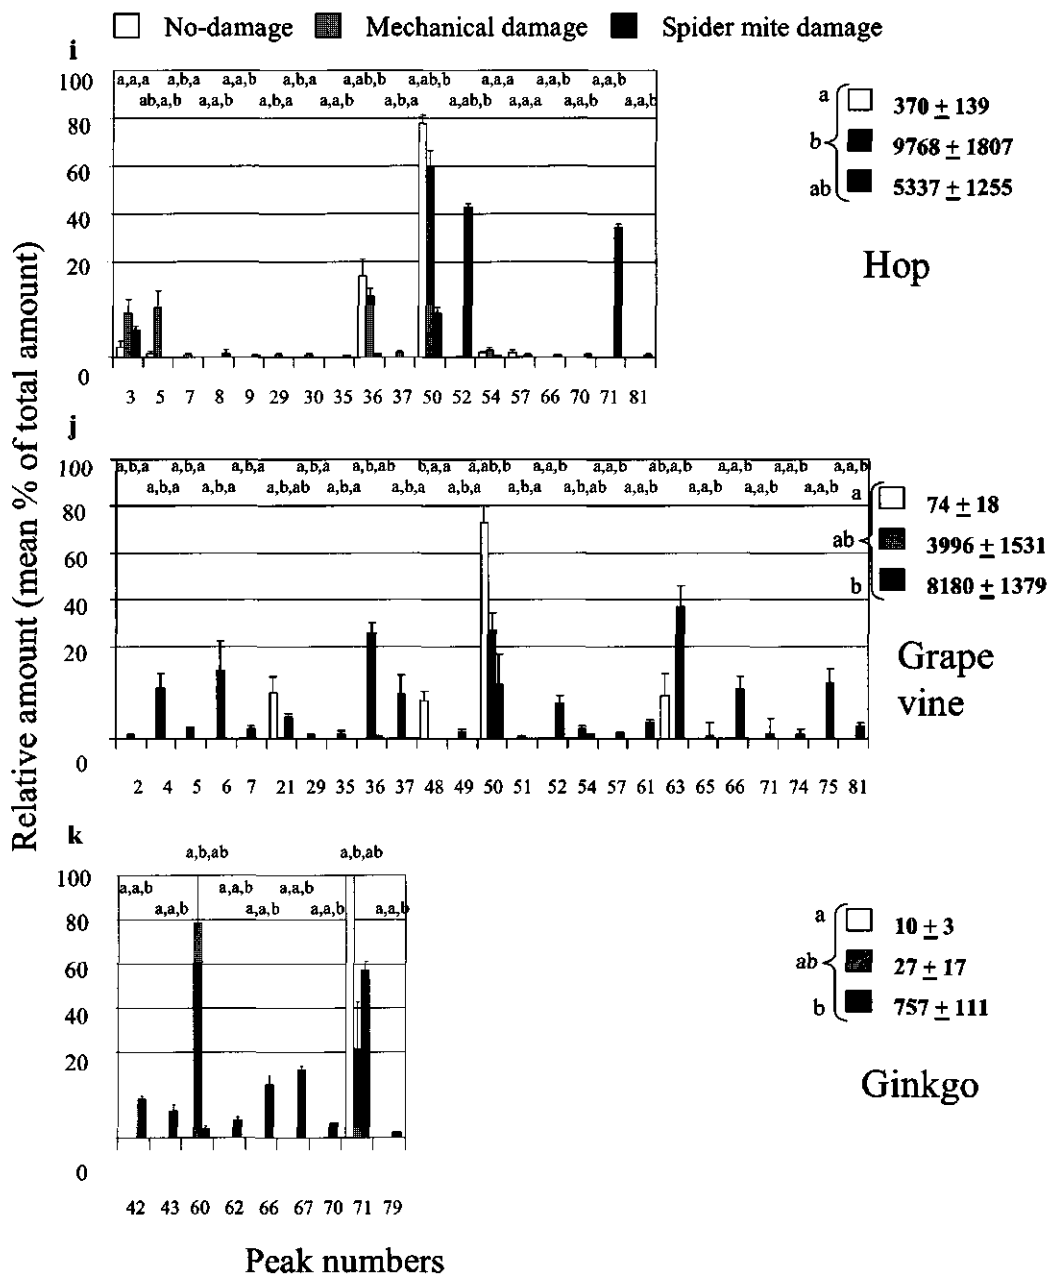 No-damage Mechanical damage Spider mite damage
i
Relative amount (mean % of total amount)
a,a,a a,b,a a,a,b a,b,a a,ab,b a,ab,b a,a,a a,a,b a,a,b
ab,a,b a,a,b a,b,a a,a,b a,b,a a,ab,b a,a,a a,a,b a,a,b
100
80
60
40
20
0
3 5 7 8 9 29 30 35 36 37 50 52 54 57 66 70 71 81
a 370 ± 139
b 9768 ± 1807
ab 5337 ± 1255
Hop
j
a,b,a a,b,a a,b,a a,b,a a,b,ab b,a,a a,ab,b a,a,b a,a,b ab,a,b a,a,b a,a,b a,a,b
a,b,a a,b,a a,b,ab a,b,a a,b,a a,b,a a,b,a a,b,ab a,a,b a,a,b a,a,b a,a,b
100
80
60
40
20
0
2 4 5 6 7 21 29 35 36 37 48 49 50 51 52 54 57 61 63 65 66 71 74 75 81
a 74 ± 18
ab 3996 ± 1531
b 8180 ± 1379
Grape
vine
k
a,b,ab a,b,ab
a,a,b a,a,b a,a,b
a,a,b a,a,b a,a,b a,a,b
100
80
60
40
20
0
42 43 60 62 66 67 70 71 79
a 10 ± 3
ab 27 ± 17
b 757 ± 111
Ginkgo
Peak numbers